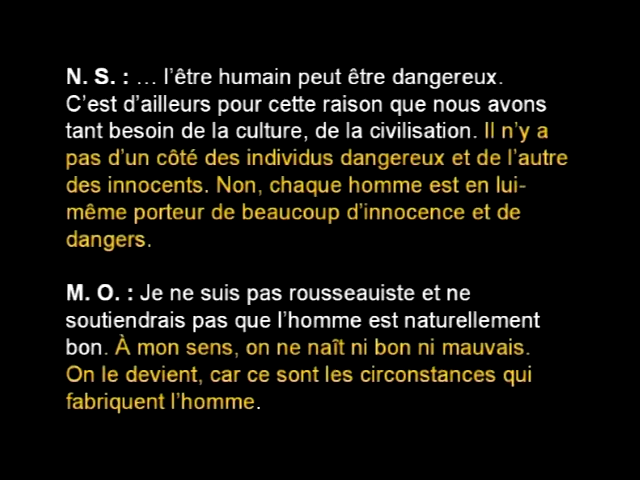 N. S. : … l’être humain peut être dangereux.
C’est d’ailleurs pour cette raison que nous avons
tant besoin de la culture, de la civilisation. Il n’y a
pas d’un côté des individus dangereux et de l’autre
des innocents. Non, chaque homme est en lui-
même porteur de beaucoup d’innocence et de
dangers.
M. O. : Je ne suis pas rousseauiste et ne
soutiendrais pas que l’homme est naturellement
bon. À mon sens, on ne naît ni bon ni mauvais.
On le devient, car ce sont les circonstances qui
fabriquent l’homme.